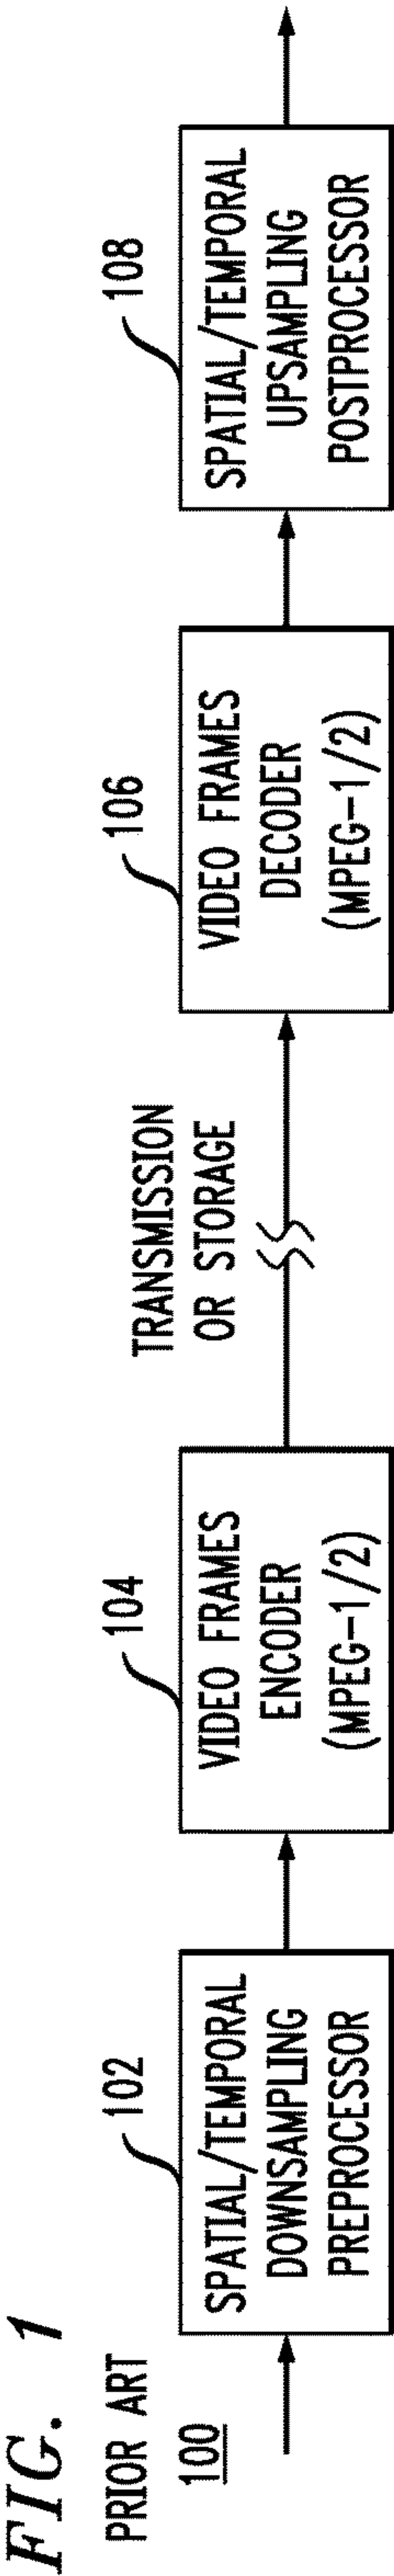 FIG. 1
PRIOR ART
100
102
SPATIAL/TEMPORAL
DOWNSAMPLING
PREPROCESSOR
104
VIDEO FRAMES
ENCODER
(MPEG-1/2)
TRANSMISSION
OR STORAGE
106
VIDEO FRAMES
DECODER
(MPEG-1/2)
108
SPATIAL/TEMPORAL
UPSAMPLING
POSTPROCESSOR